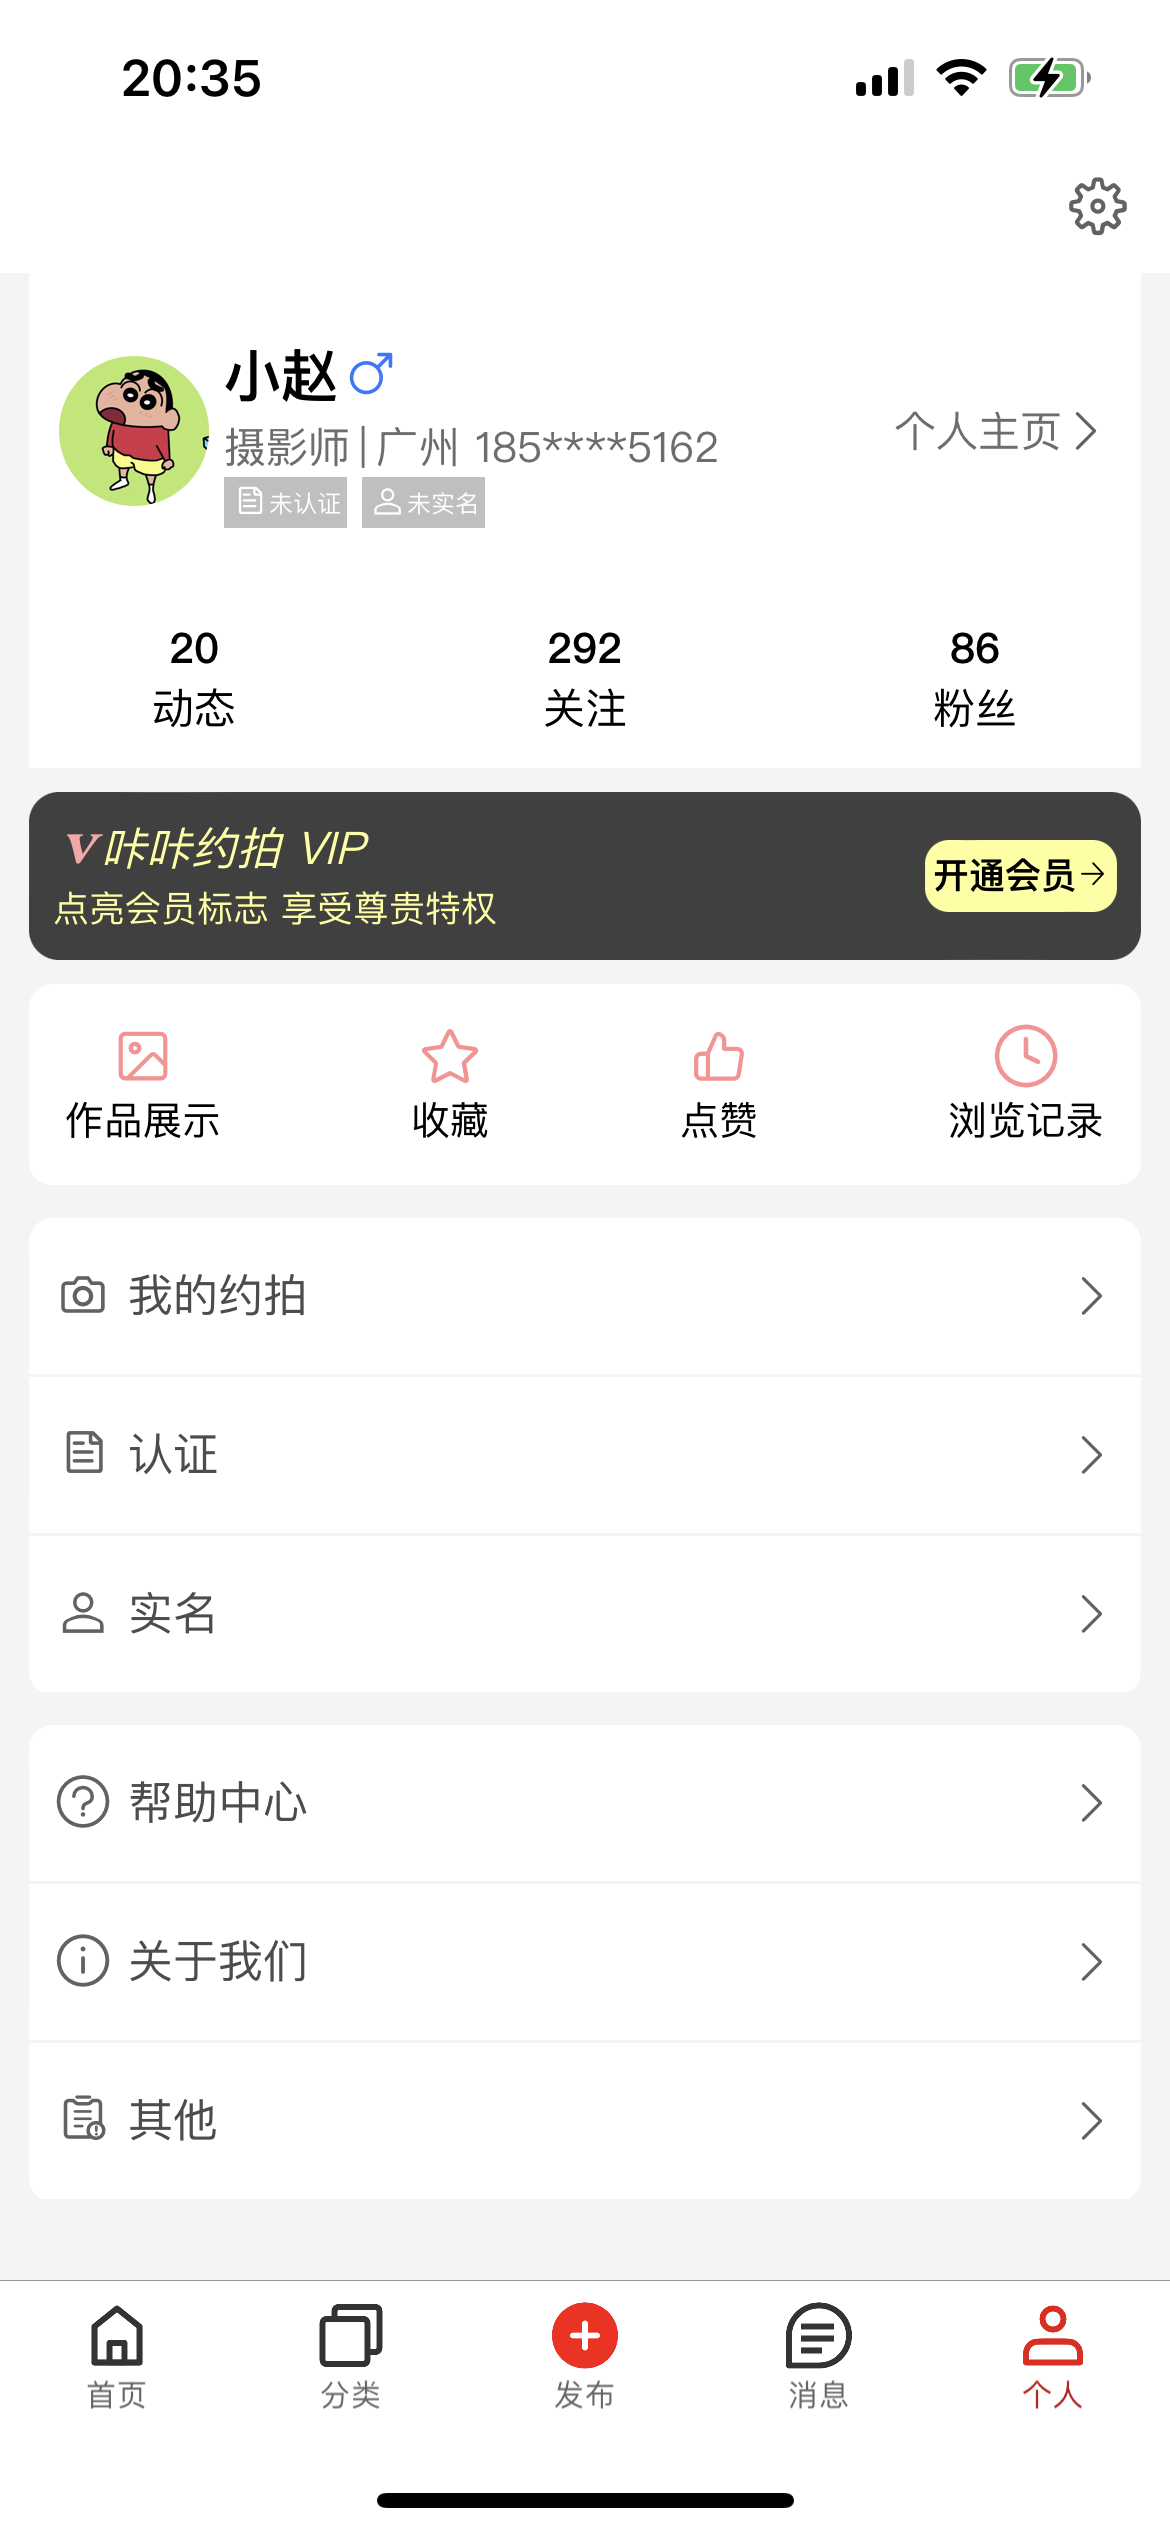 20:35
小赵
摄影师|广州 185****5162
个人主页
未认证 未实名
20 292 86
动态 关注 粉丝
V咔咔约拍 VIP
点亮会员标志 享受尊贵特权
开通会员→
作品展示 收藏 点赞 浏览记录
我的约拍
认证
实名
帮助中心
关于我们
其他
首页 分类 发布 消息 个人